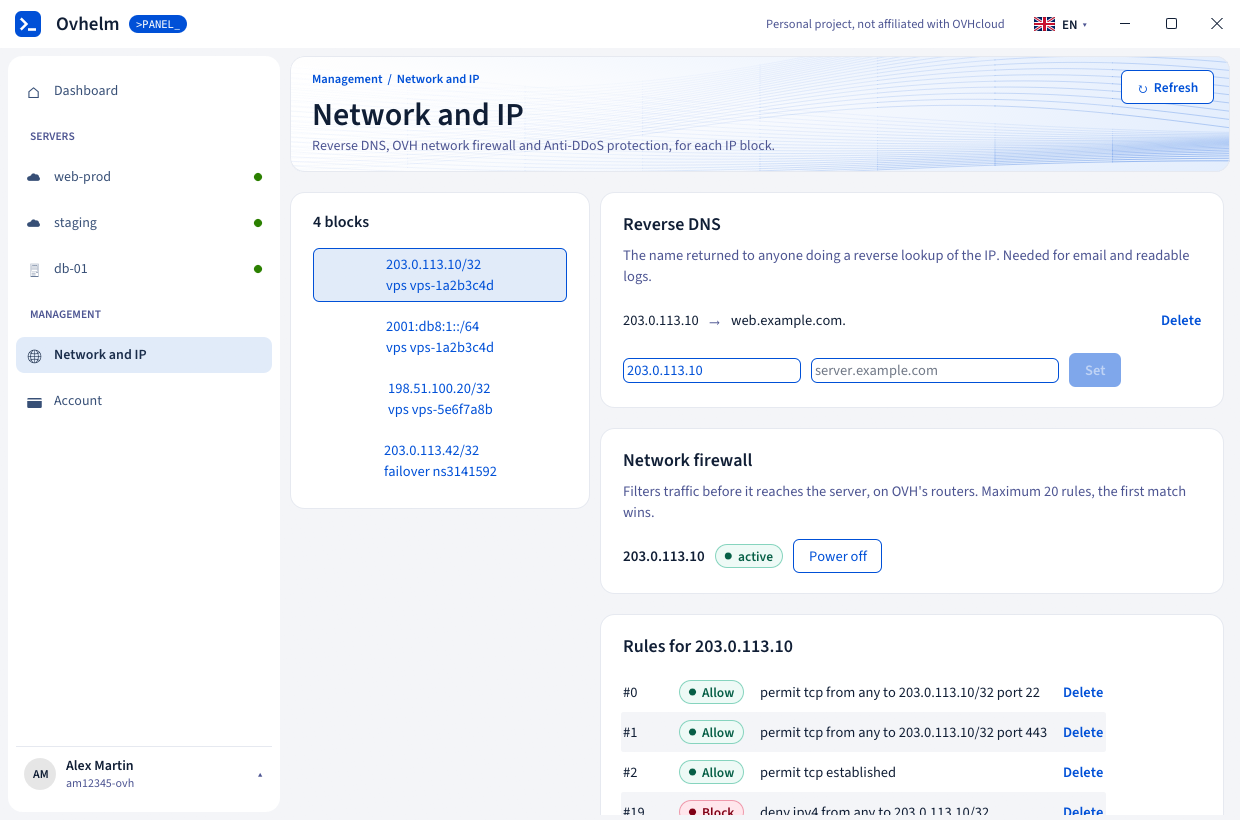 Ovhelm
>PANEL_
Personal project, not affiliated with OVHcloud
EN
Dashboard
SERVERS
web-prod
staging
db-01
MANAGEMENT
Network and IP
Account
AM
Alex Martin
am12345-ovh
Management / Network and IP
Network and IP
Reverse DNS, OVH network firewall and Anti-DDoS protection, for each IP block.
Refresh
4 blocks
203.0.113.10/32
vps vps-1a2b3c4d
2001:db8:1::/64
vps vps-1a2b3c4d
198.51.100.20/32
vps vps-5e6f7a8b
203.0.113.42/32
failover ns3141592
Reverse DNS
The name returned to anyone doing a reverse lookup of the IP. Needed for email and readable
logs.
203.0.113.10 → web.example.com. Delete
203.0.113.10 server.example.com Set
Network firewall
Filters traffic before it reaches the server, on OVH's routers. Maximum 20 rules, the first match
wins.
203.0.113.10 active Power off
Rules for 203.0.113.10
#0 Allow permit tcp from any to 203.0.113.10/32 port 22 Delete
#1 Allow permit tcp from any to 203.0.113.10/32 port 443 Delete
#2 Allow permit tcp established Delete
#19 Block deny ipv4 from any to 203.0.113.10/32 Delete